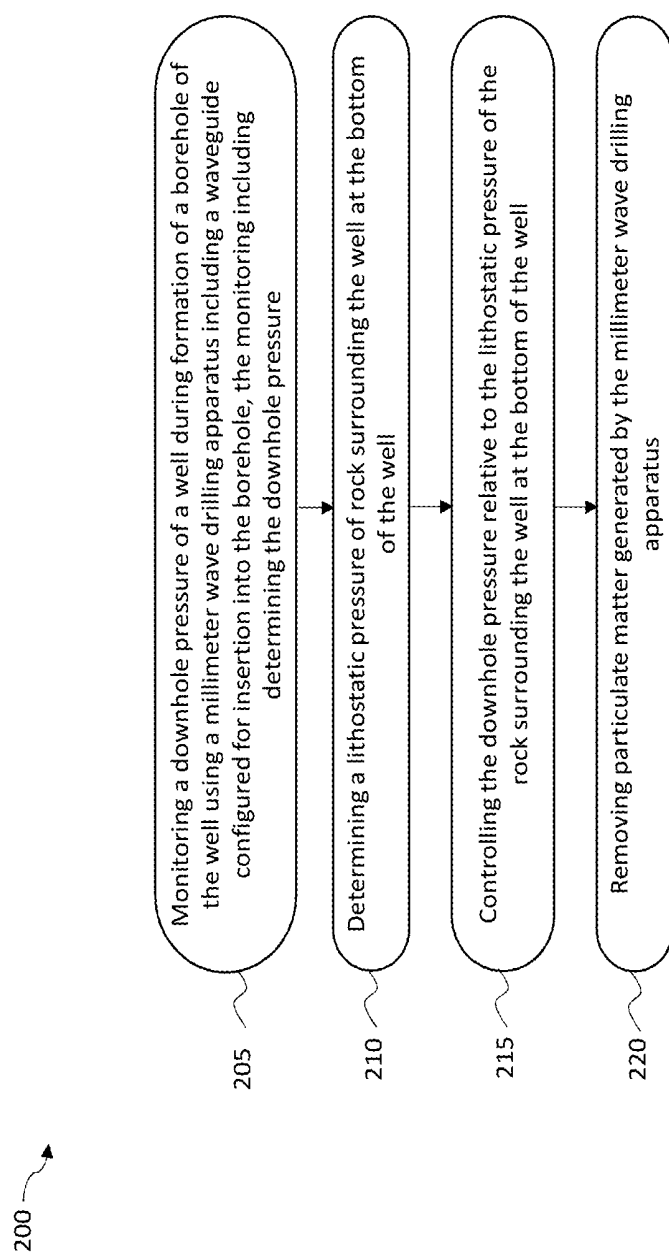 200
205
Monitoring a downhole pressure of a well during formation of a borehole of
the well using a millimeter wave drilling apparatus including a waveguide
configured for insertion into the borehole, the monitoring including
determining the downhole pressure
210
Determining a lithostatic pressure of rock surrounding the well at the bottom
of the well
215
Controlling the downhole pressure relative to the lithostatic pressure of the
rock surrounding the well at the bottom of the well
220
Removing particulate matter generated by the millimeter wave drilling
apparatus